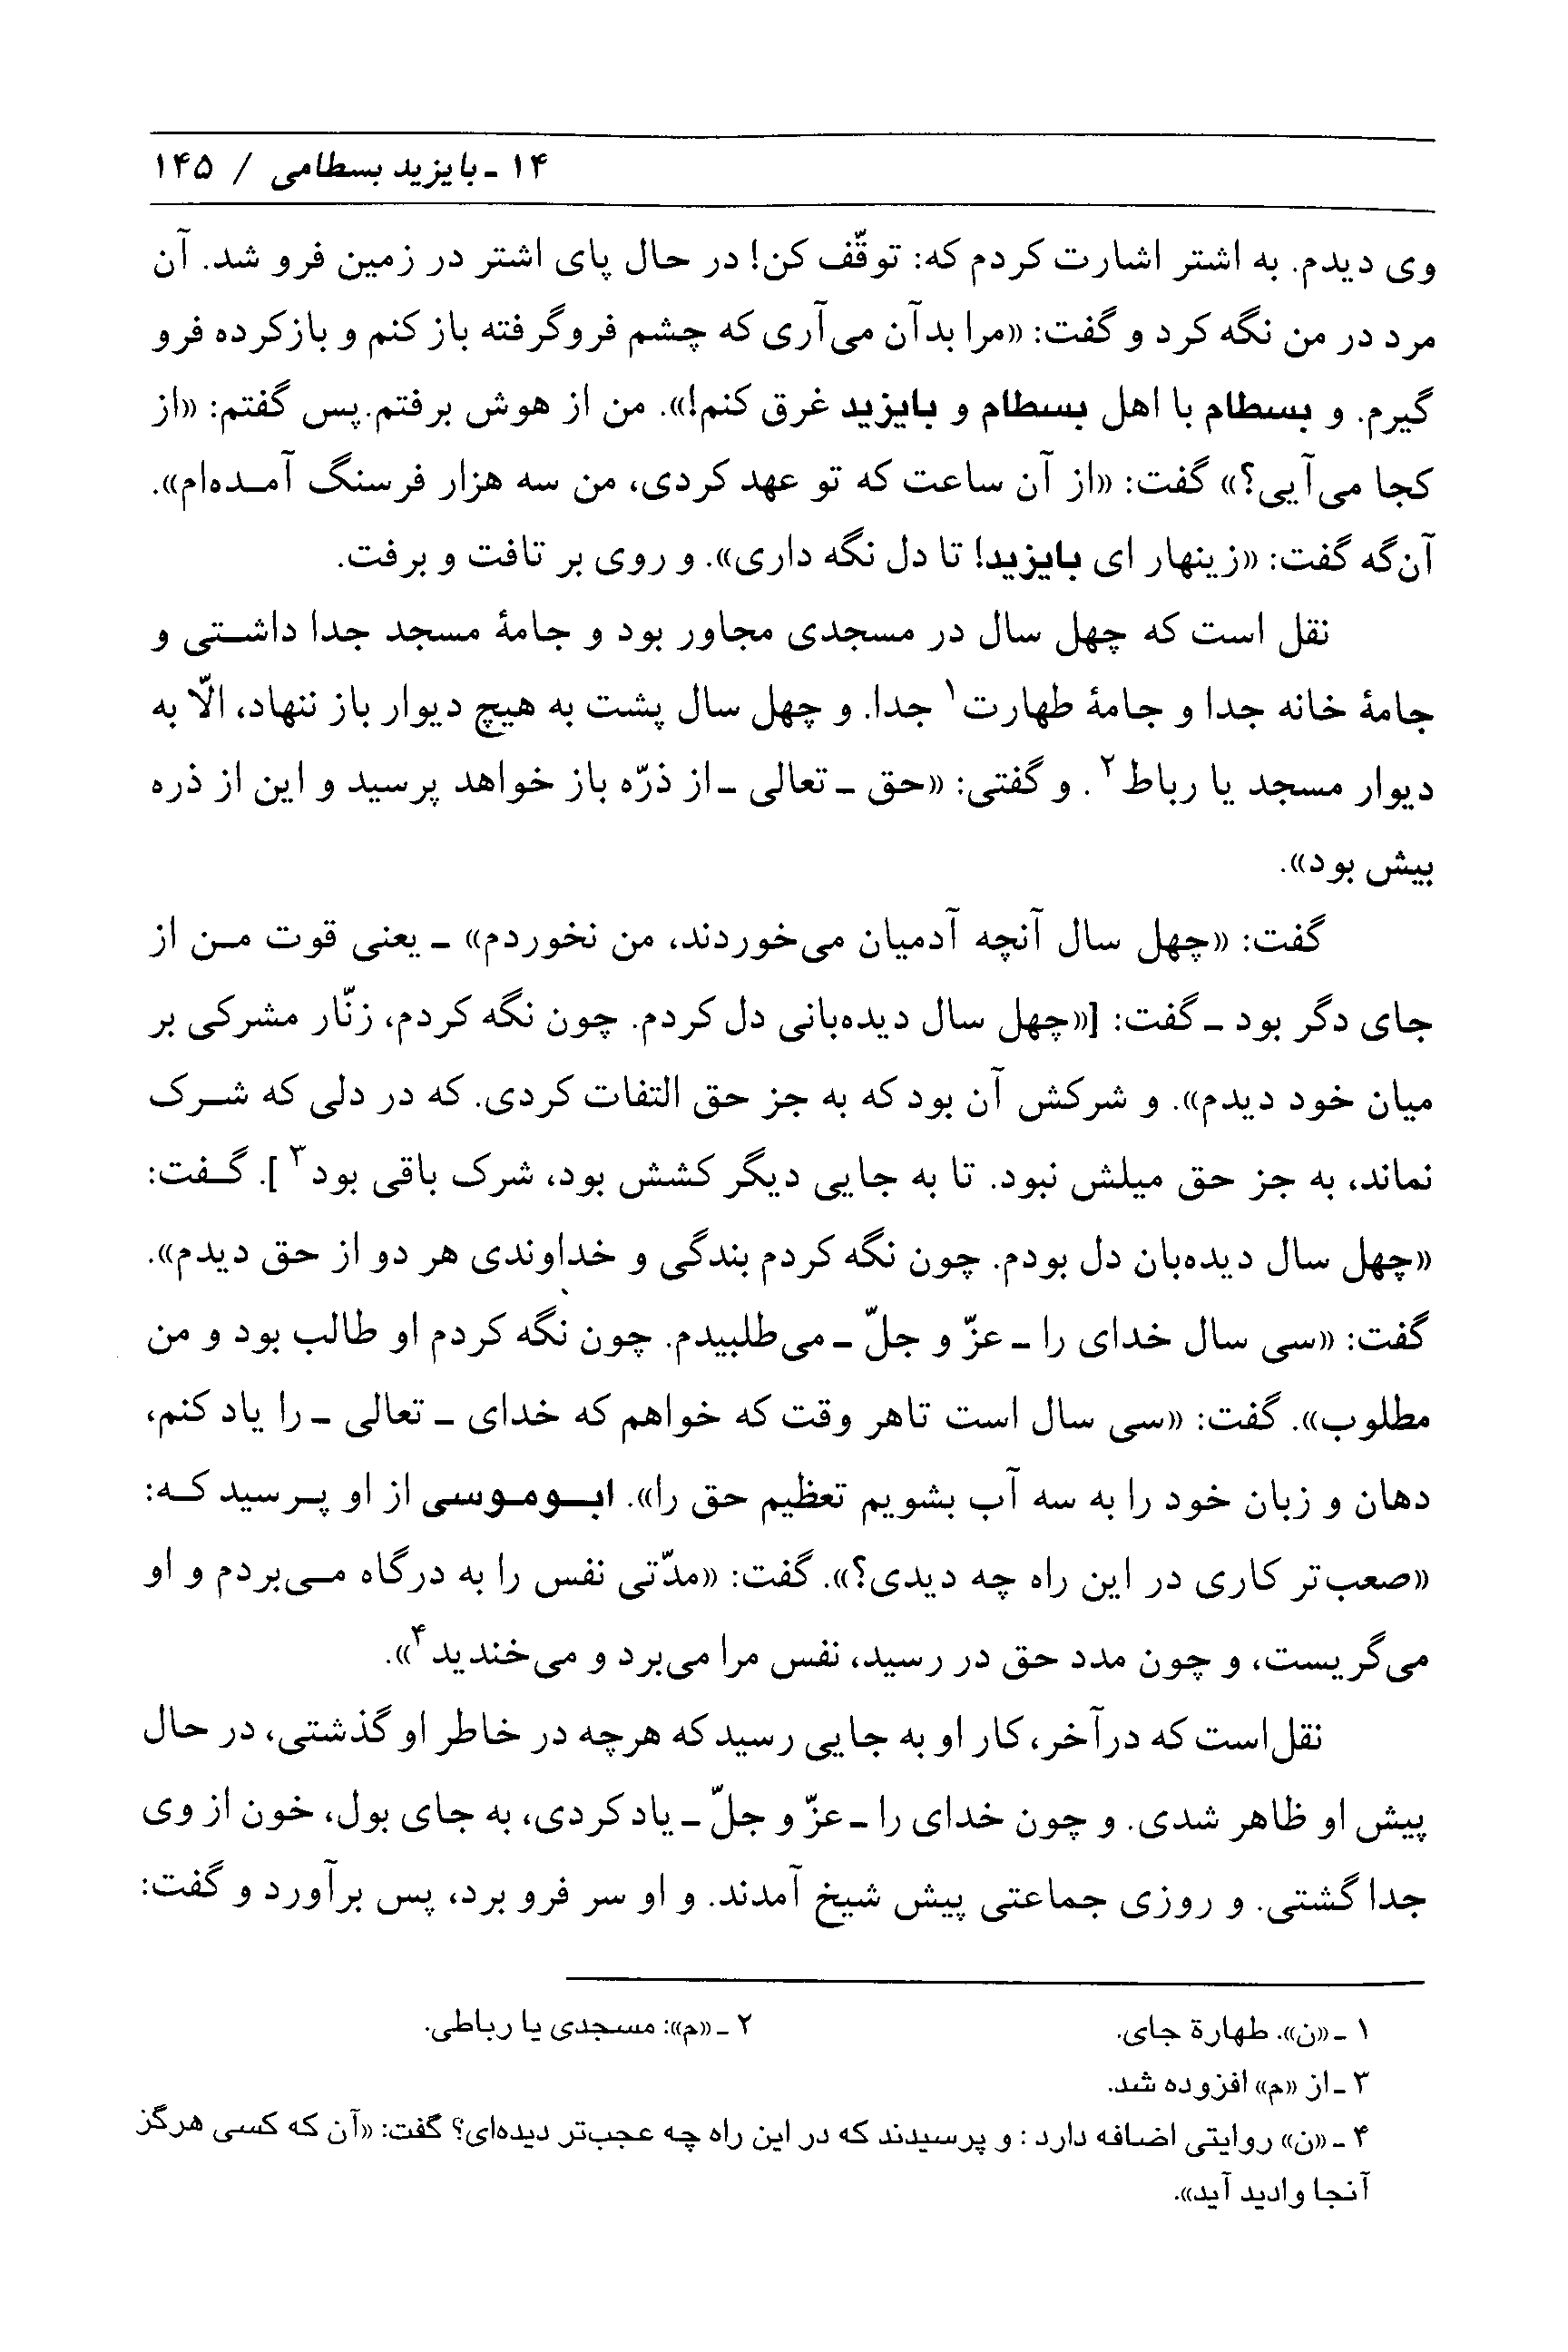 ۱۴ ـ بایزید بسطامی / ۱۴۵
وی دیدم. به اشتر اشارت کردم که: توقّف کن! در حال پای اشتر در زمین فرو شد. آن
مرد در من نگه کرد و گفت: «مرا بدآن می‌آری که چشم فروگرفته باز کنم و بازکرده فرو
گیرم. و بسطام با اهل بسطام و بایزید غرق کنم!». من از هوش برفتم.پس گفتم: «از
کجا می‌آیی؟» گفت: «از آن ساعت که تو عهد کردی، من سه هزار فرسنگ آمده‌ام».
آن‌گه گفت: «زینهار ای بایزید! تا دل نگه داری». و روی بر تافت و برفت.
نقل است که چهل سال در مسجدی مجاور بود و جامهٔ مسجد جدا داشتی و
جامهٔ خانه جدا و جامهٔ طهارت۱ جدا. و چهل سال پشت به هیچ دیوار باز ننهاد، الّا به
دیوار مسجد یا رباط۲ . و گفتی: «حق ـ تعالی ـ از ذرّه باز خواهد پرسید و این از ذره
بیش بود».
گفت: «چهل سال آنچه آدمیان می‌خوردند، من نخوردم» ـ یعنی قوت من از
جای دگر بود ـ گفت: [«چهل سال دیده‌بانی دل کردم. چون نگه کردم، زنّار مشرکی بر
میان خود دیدم». و شرکش آن بود که به جز حق التفات کردی. که در دلی که شرک
نماند، به جز حق میلش نبود. تا به جایی دیگر کشش بود، شرک باقی بود۳ ]. گفت:
«چهل سال دیده‌بان دل بودم. چون نگه کردم بندگی و خداوندی هر دو از حق دیدم».
گفت: «سی سال خدای را ـ عزّ و جلّ ـ می‌طلبیدم. چون نگه کردم او طالب بود و من
مطلوب». گفت: «سی سال است تاهر وقت که خواهم که خدای ـ تعالی ـ را یاد کنم،
دهان و زبان خود را به سه آب بشویم تعظیم حق را». ابوموسی از او پرسید که:
«صعب‌تر کاری در این راه چه دیدی؟». گفت: «مدّتی نفس را به درگاه می‌بردم و او
می‌گریست، و چون مدد حق در رسید، نفس مرا می‌برد و می‌خندید۴».
نقل‌است که درآخر، کار او به جایی رسید که هرچه در خاطر او گذشتی، در حال
پیش او ظاهر شدی. و چون خدای را ـ عزّ و جلّ ـ یاد کردی، به جای بول، خون از وی
جدا گشتی. و روزی جماعتی پیش شیخ آمدند. و او سر فرو برد، پس برآورد و گفت:
۱ ـ «ن». طهارة جای.
۲ ـ «م»: مسجدی یا رباطی.
۳ ـ از «م» افزوده شد.
۴ ـ «ن» روایتی اضافه دارد : و پرسیدند که در این راه چه عجب‌تر دیده‌ای؟ گفت: «آن که کسی هرگز
آنجا وادید آید».